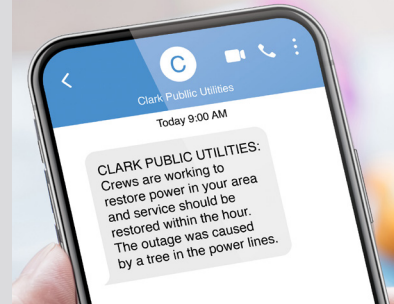 C
Clark Publlic Utilities
Today 9:00 AM
CLARK PUBLIC UTILITIES:
Crews are working to
restore power in your area
and service should be
restored within the hour.
The outage was caused
by a tree in the power lines.